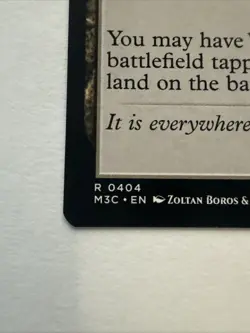 You may have
battlefield tapp
land on the ba
It is everywhere
R 0404
M3C • EN ZOLTAN BOROS &